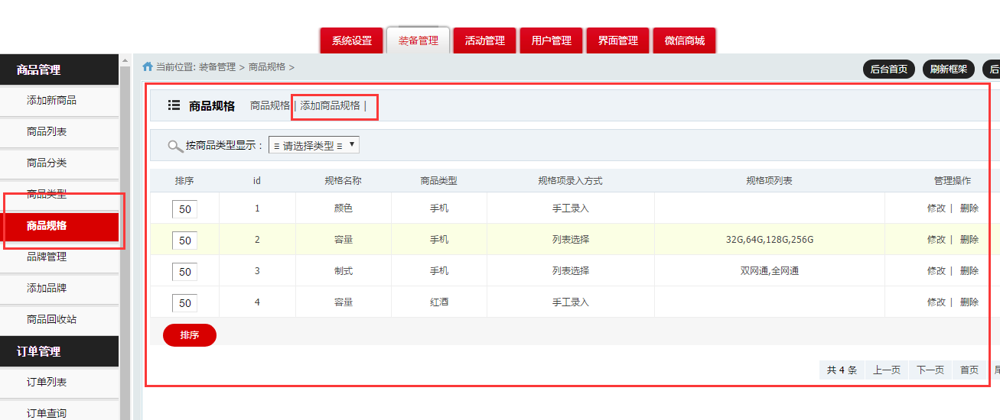 系统设置 装备管理 活动管理 用户管理 界面管理 微信商城
商品管理
添加新商品
商品列表
商品分类
商品类型
商品规格
品牌管理
添加品牌
商品回收站
订单管理
订单列表
订单查询
当前位置: 装备管理 > 商品规格 >
后台首页 刷新框架 后
商品规格 商品规格 | 添加商品规格 |
按商品类型显示： ≡ 请选择类型 ≡
排序 id 规格名称 商品类型 规格项录入方式 规格项列表 管理操作
50 1 颜色 手机 手工录入 修改 | 删除
50 2 容量 手机 列表选择 32G,64G,128G,256G 修改 | 删除
50 3 制式 手机 列表选择 双网通,全网通 修改 | 删除
50 4 容量 红酒 手工录入 修改 | 删除
排序
共 4 条 上一页 下一页 首页